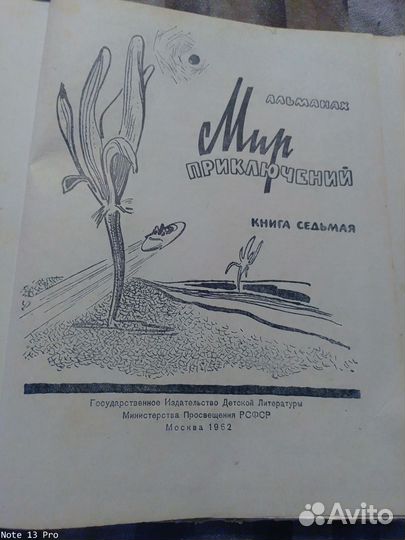 АЛЬМАНАХ
Мир
ПРИКЛЮЧЕНИЙ
КНИГА СЕДЬМАЯ
Государственное Издательство Детской Литературы
Министерства Просвещения РСФСР
Москва 1962
Note 13 Pro
Avito